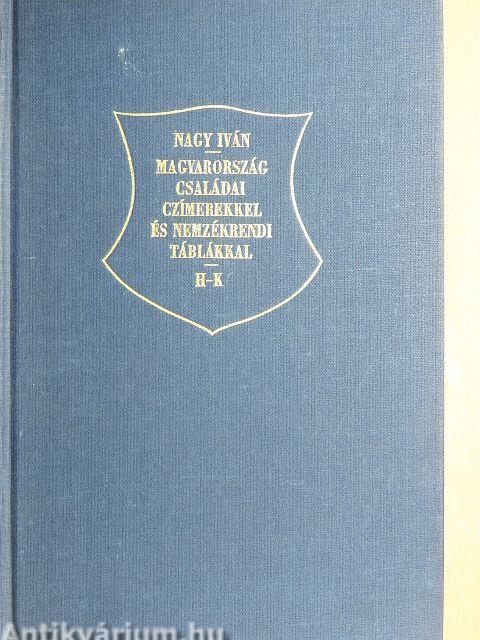 NAGY IVÁN
MAGYARORSZÁG
CSALÁDAI
CZÍMEREKKEL
ÉS NEMZÉKRENDI
TÁBLÁKKAL
H–K
Antikvárium.hu